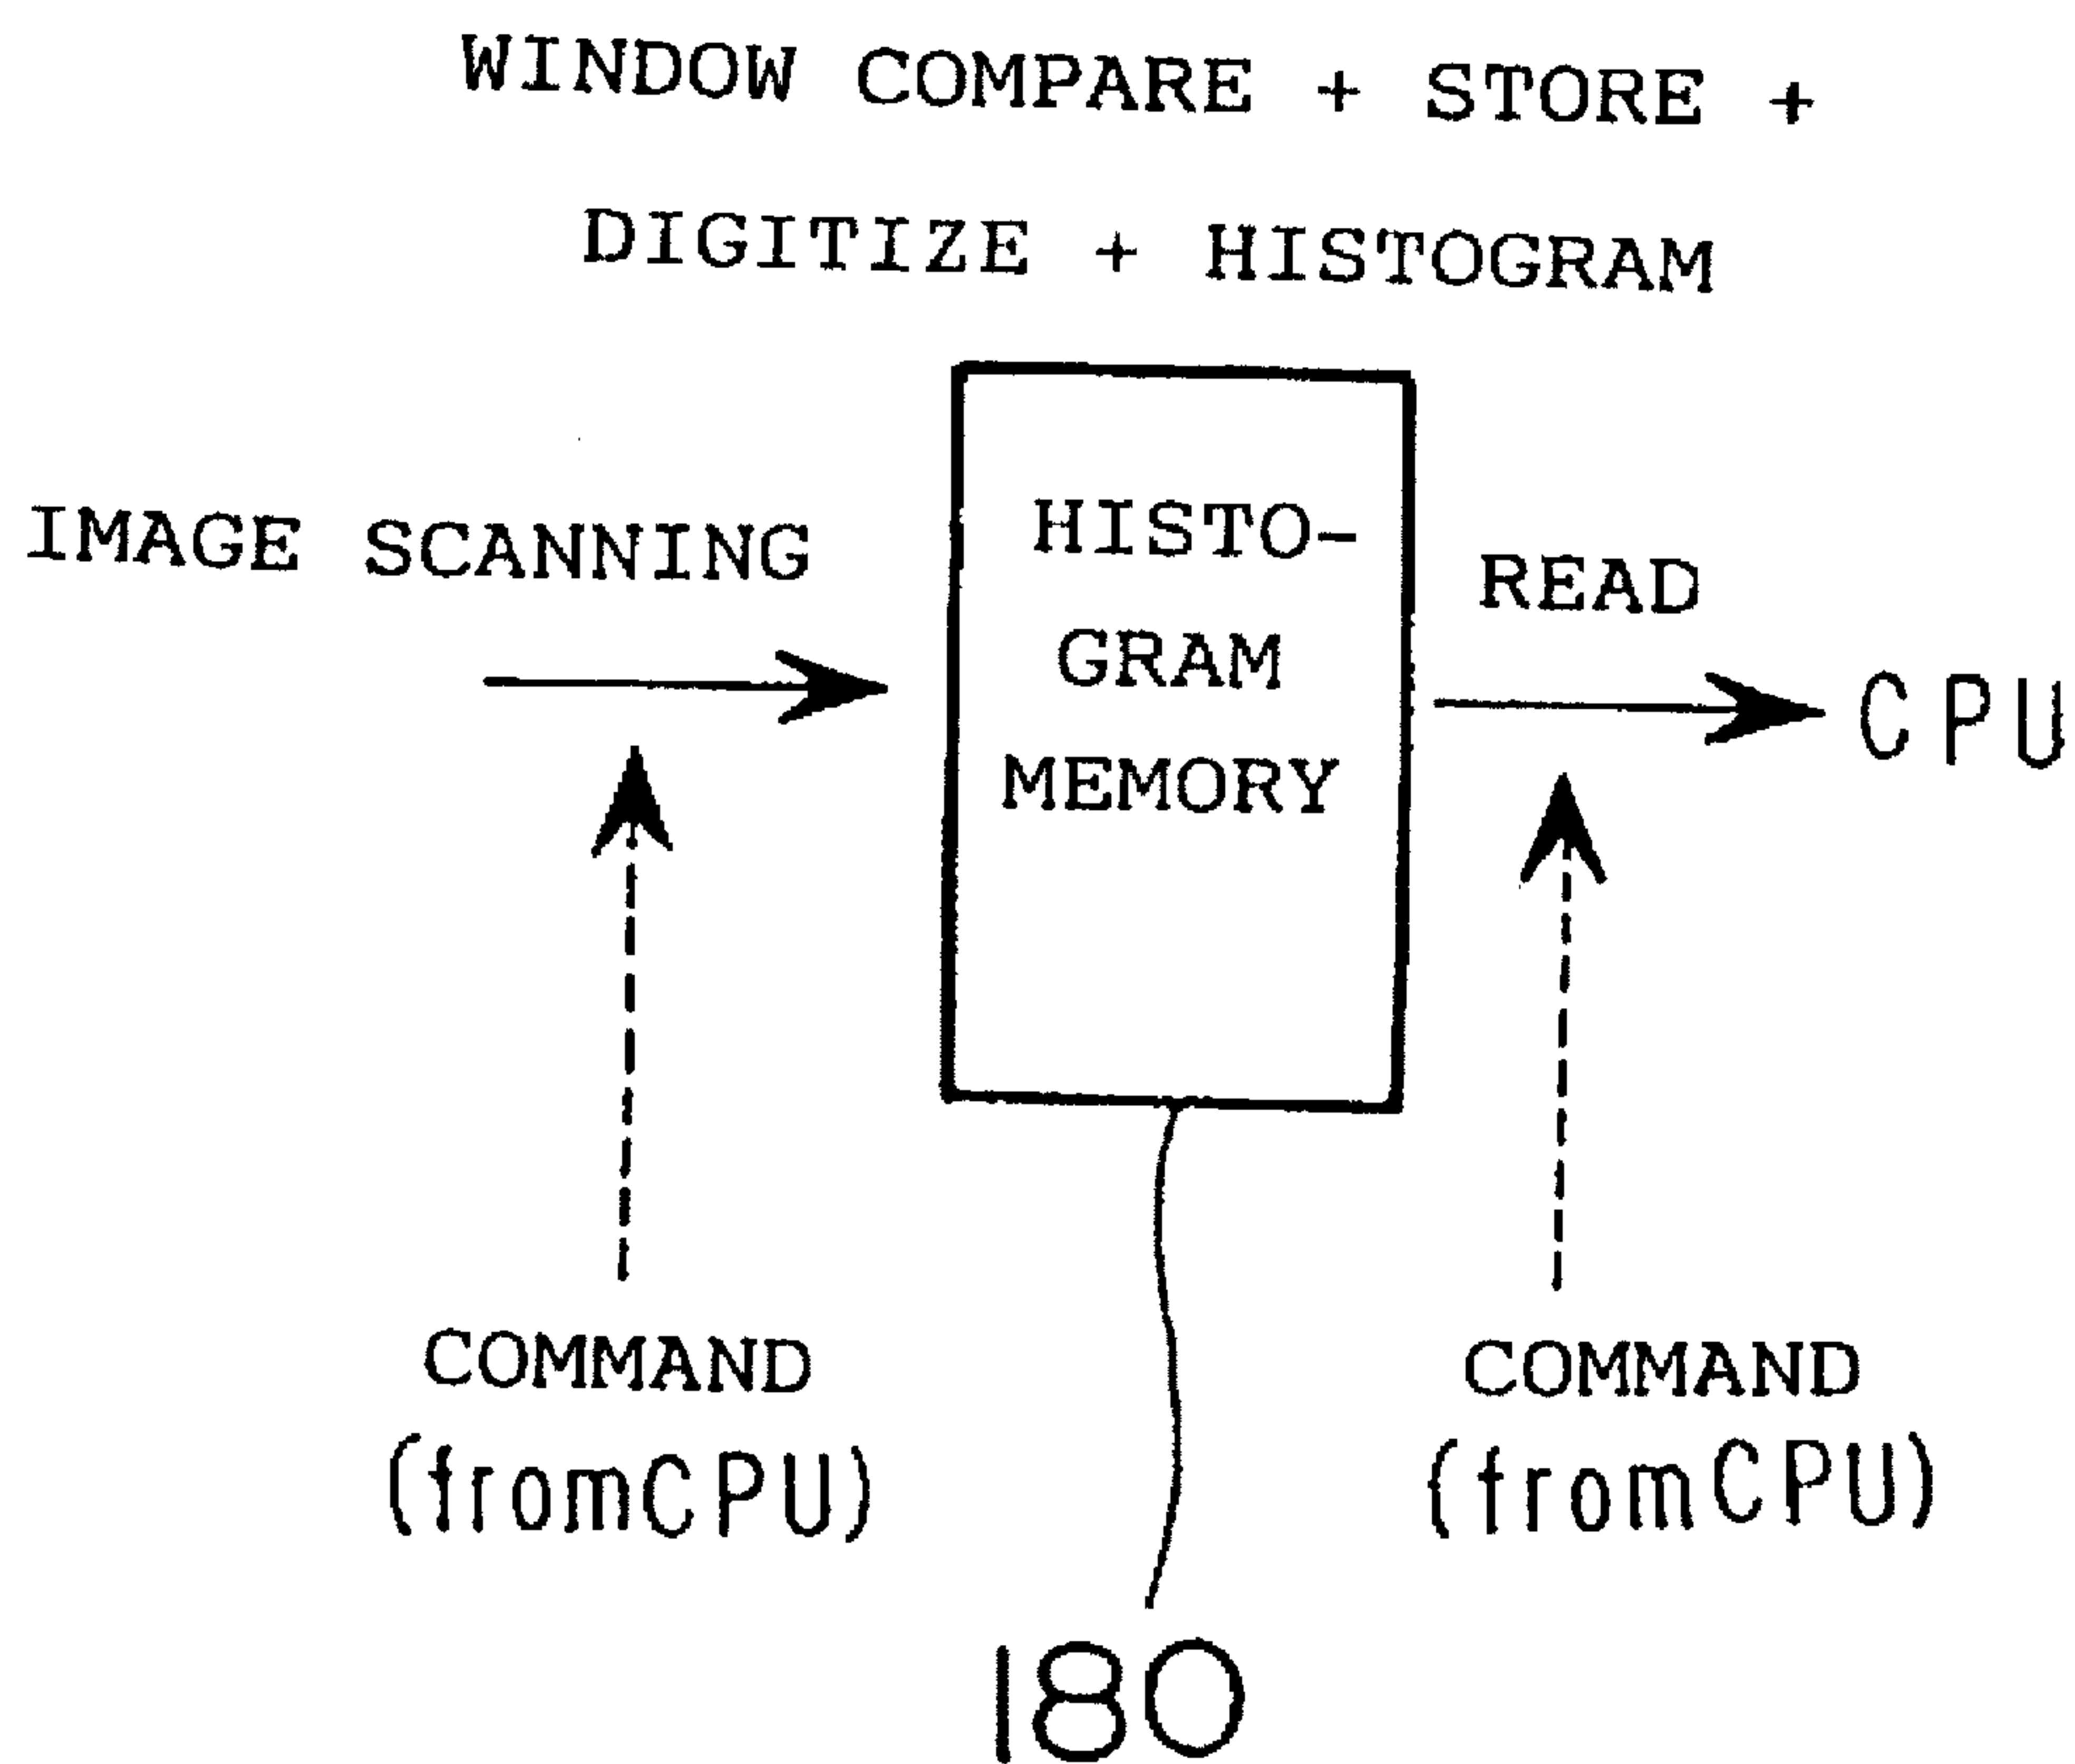 WINDOW COMPARE + STORE +
DIGITIZE + HISTOGRAM
IMAGE SCANNING
HISTO-
GRAM
MEMORY
READ
CPU
COMMAND
(fromCPU)
COMMAND
(fromCPU)
180